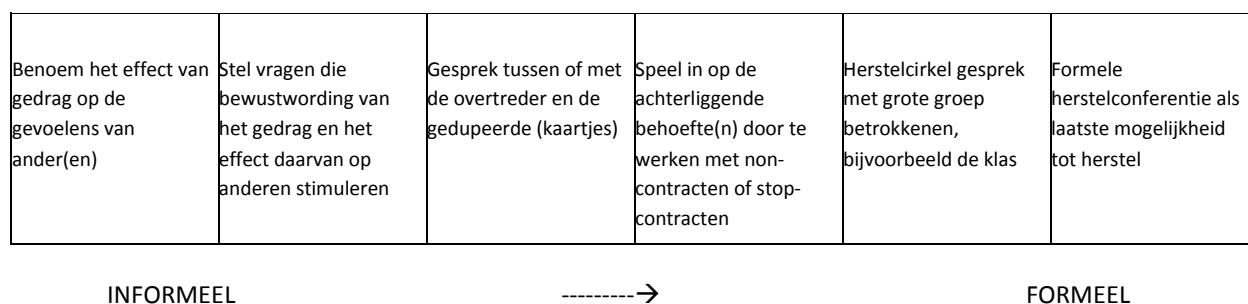 Benoem het effect van
gedrag op de
gevoelens van
ander(en)
Stel vragen die
bewustwording van
het gedrag en het
effect daarvan op
anderen stimuleren
Gesprek tussen of met
de overtreder en de
gedupeerde (kaartjes)
Speel in op de
achterliggende
behoefte(n) door te
werken met non-
contracten of stop-
contracten
Herstelcirkel gesprek
met grote groep
betrokkenen,
bijvoorbeeld de klas
Formele
herstelconferentie als
laatste mogelijkheid
tot herstel
INFORMEEL ---------→ FORMEEL